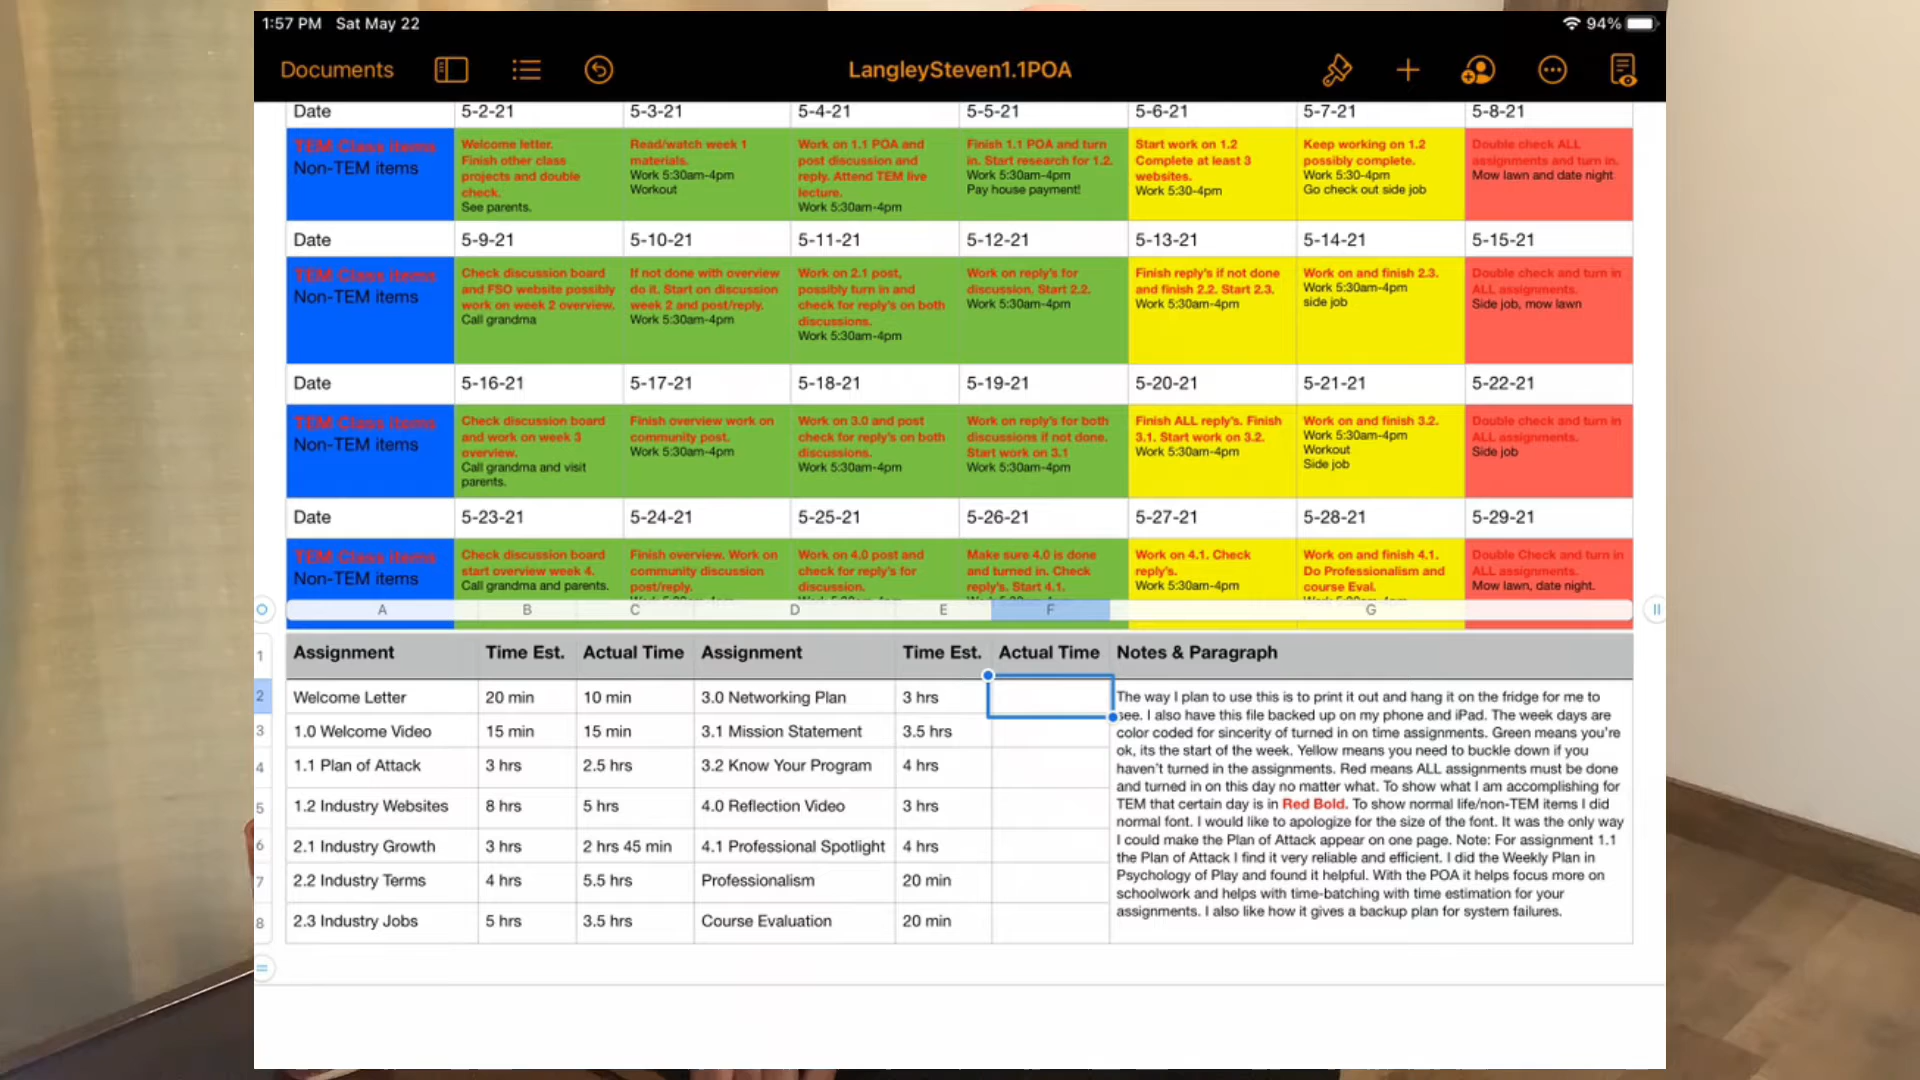 1:57 PM Sat May 22 94%
Documents LangleySteven1.1POA
Date 5-2-21 5-3-21 5-4-21 5-5-21 5-6-21 5-7-21 5-8-21
TEM Class items
Non-TEM items
Welcome letter.
Finish other class
projects and double
check.
See parents.
Read/watch week 1
materials.
Work 5:30am-4pm
Workout
Work on 1.1 POA and
post discussion and
reply. Attend TEM live
lecture.
Work 5:30am-4pm
Finish 1.1 POA and turn
in. Start research for 1.2.
Work 5:30am-4pm
Pay house payment!
Start work on 1.2
Complete at least 3
websites.
Work 5:30-4pm
Keep working on 1.2
possibly complete.
Work 5:30-4pm
Go check out side job
Double check ALL
assignments and turn in.
Mow lawn and date night
Date 5-9-21 5-10-21 5-11-21 5-12-21 5-13-21 5-14-21 5-15-21
TEM Class items
Non-TEM items
Check discussion board
and FSO website possibly
work on week 2 overview.
Call grandma
If not done with overview
do it. Start on discussion
week 2 and post/reply.
Work 5:30am-4pm
Work on 2.1 post,
possibly turn in and
check for reply's on both
discussions.
Work 5:30am-4pm
Work on reply's for
discussion. Start 2.2.
Work 5:30am-4pm
Finish reply's if not done
and finish 2.2. Start 2.3.
Work 5:30am-4pm
Work on and finish 2.3.
Work 5:30am-4pm
side job
Double check and turn in
ALL assignments.
Side job, mow lawn
Date 5-16-21 5-17-21 5-18-21 5-19-21 5-20-21 5-21-21 5-22-21
TEM Class items
Non-TEM items
Check discussion board
and work on week 3
overview.
Call grandma and visit
parents.
Finish overview work on
community post.
Work 5:30am-4pm
Work on 3.0 and post
check for reply's on both
discussions.
Work 5:30am-4pm
Work on reply's for both
discussions if not done.
Start work on 3.1
Work 5:30am-4pm
Finish ALL reply's. Finish
3.1. Start work on 3.2.
Work 5:30am-4pm
Work on and finish 3.2.
Work 5:30am-4pm
Workout
Side job
Double check and turn in
ALL assignments.
Side job
Date 5-23-21 5-24-21 5-25-21 5-26-21 5-27-21 5-28-21 5-29-21
TEM Class items
Non-TEM items
Check discussion board
start overview week 4.
Call grandma and parents.
Finish overview. Work on
community discussion
post/reply.
Work on 4.0 post and
check for reply's for
discussion.
Make sure 4.0 is done
and turned in. Check
reply's. Start 4.1.
Work on 4.1. Check
reply's.
Work 5:30am-4pm
Work on and finish 4.1.
Do Professionalism and
course Eval.
Double Check and turn in
ALL assignments.
Mow lawn, date night.
A B C D E F G
1 Assignment Time Est. Actual Time Assignment Time Est. Actual Time Notes & Paragraph
2 Welcome Letter 20 min 10 min 3.0 Networking Plan 3 hrs
3 1.0 Welcome Video 15 min 15 min 3.1 Mission Statement 3.5 hrs
4 1.1 Plan of Attack 3 hrs 2.5 hrs 3.2 Know Your Program 4 hrs
5 1.2 Industry Websites 8 hrs 5 hrs 4.0 Reflection Video 3 hrs
6 2.1 Industry Growth 3 hrs 2 hrs 45 min 4.1 Professional Spotlight 4 hrs
7 2.2 Industry Terms 4 hrs 5.5 hrs Professionalism 20 min
8 2.3 Industry Jobs 5 hrs 3.5 hrs Course Evaluation 20 min
The way I plan to use this is to print it out and hang it on the fridge for me to
see. I also have this file backed up on my phone and iPad. The week days are
color coded for sincerity of turned in on time assignments. Green means you're
ok, its the start of the week. Yellow means you need to buckle down if you
haven't turned in the assignments. Red means ALL assignments must be done
and turned in on this day no matter what. To show what I am accomplishing for
TEM that certain day is in Red Bold. To show normal life/non-TEM items I did
normal font. I would like to apologize for the size of the font. It was the only way
I could make the Plan of Attack appear on one page. Note: For assignment 1.1
the Plan of Attack I find it very reliable and efficient. I did the Weekly Plan in
Psychology of Play and found it helpful. With the POA it helps focus more on
schoolwork and helps with time-batching with time estimation for your
assignments. I also like how it gives a backup plan for system failures.